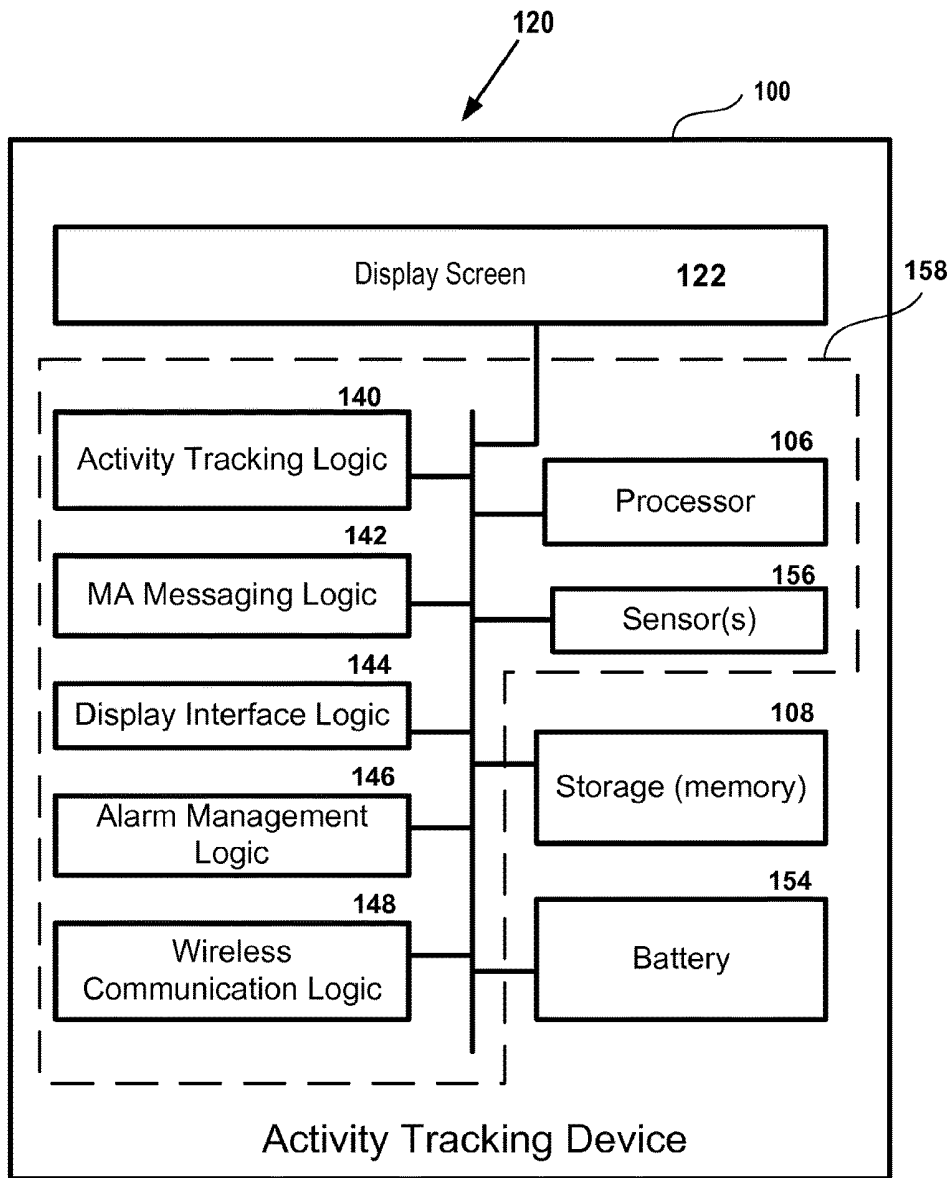 120
100
Display Screen 122
158
140
Activity Tracking Logic
106
Processor
142
MA Messaging Logic
156
Sensor(s)
144
Display Interface Logic
108
Storage (memory)
146
Alarm Management
Logic
154
Battery
148
Wireless
Communication Logic
Activity Tracking Device